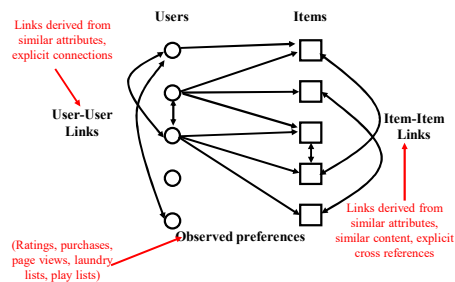 Users
Items
Links derived from
similar attributes,
explicit connections
User-User
Links
Item-Item
Links
Links derived from
similar attributes,
similar content, explicit
cross references
Observed preferences
(Ratings, purchases,
page views, laundry
lists, play lists)